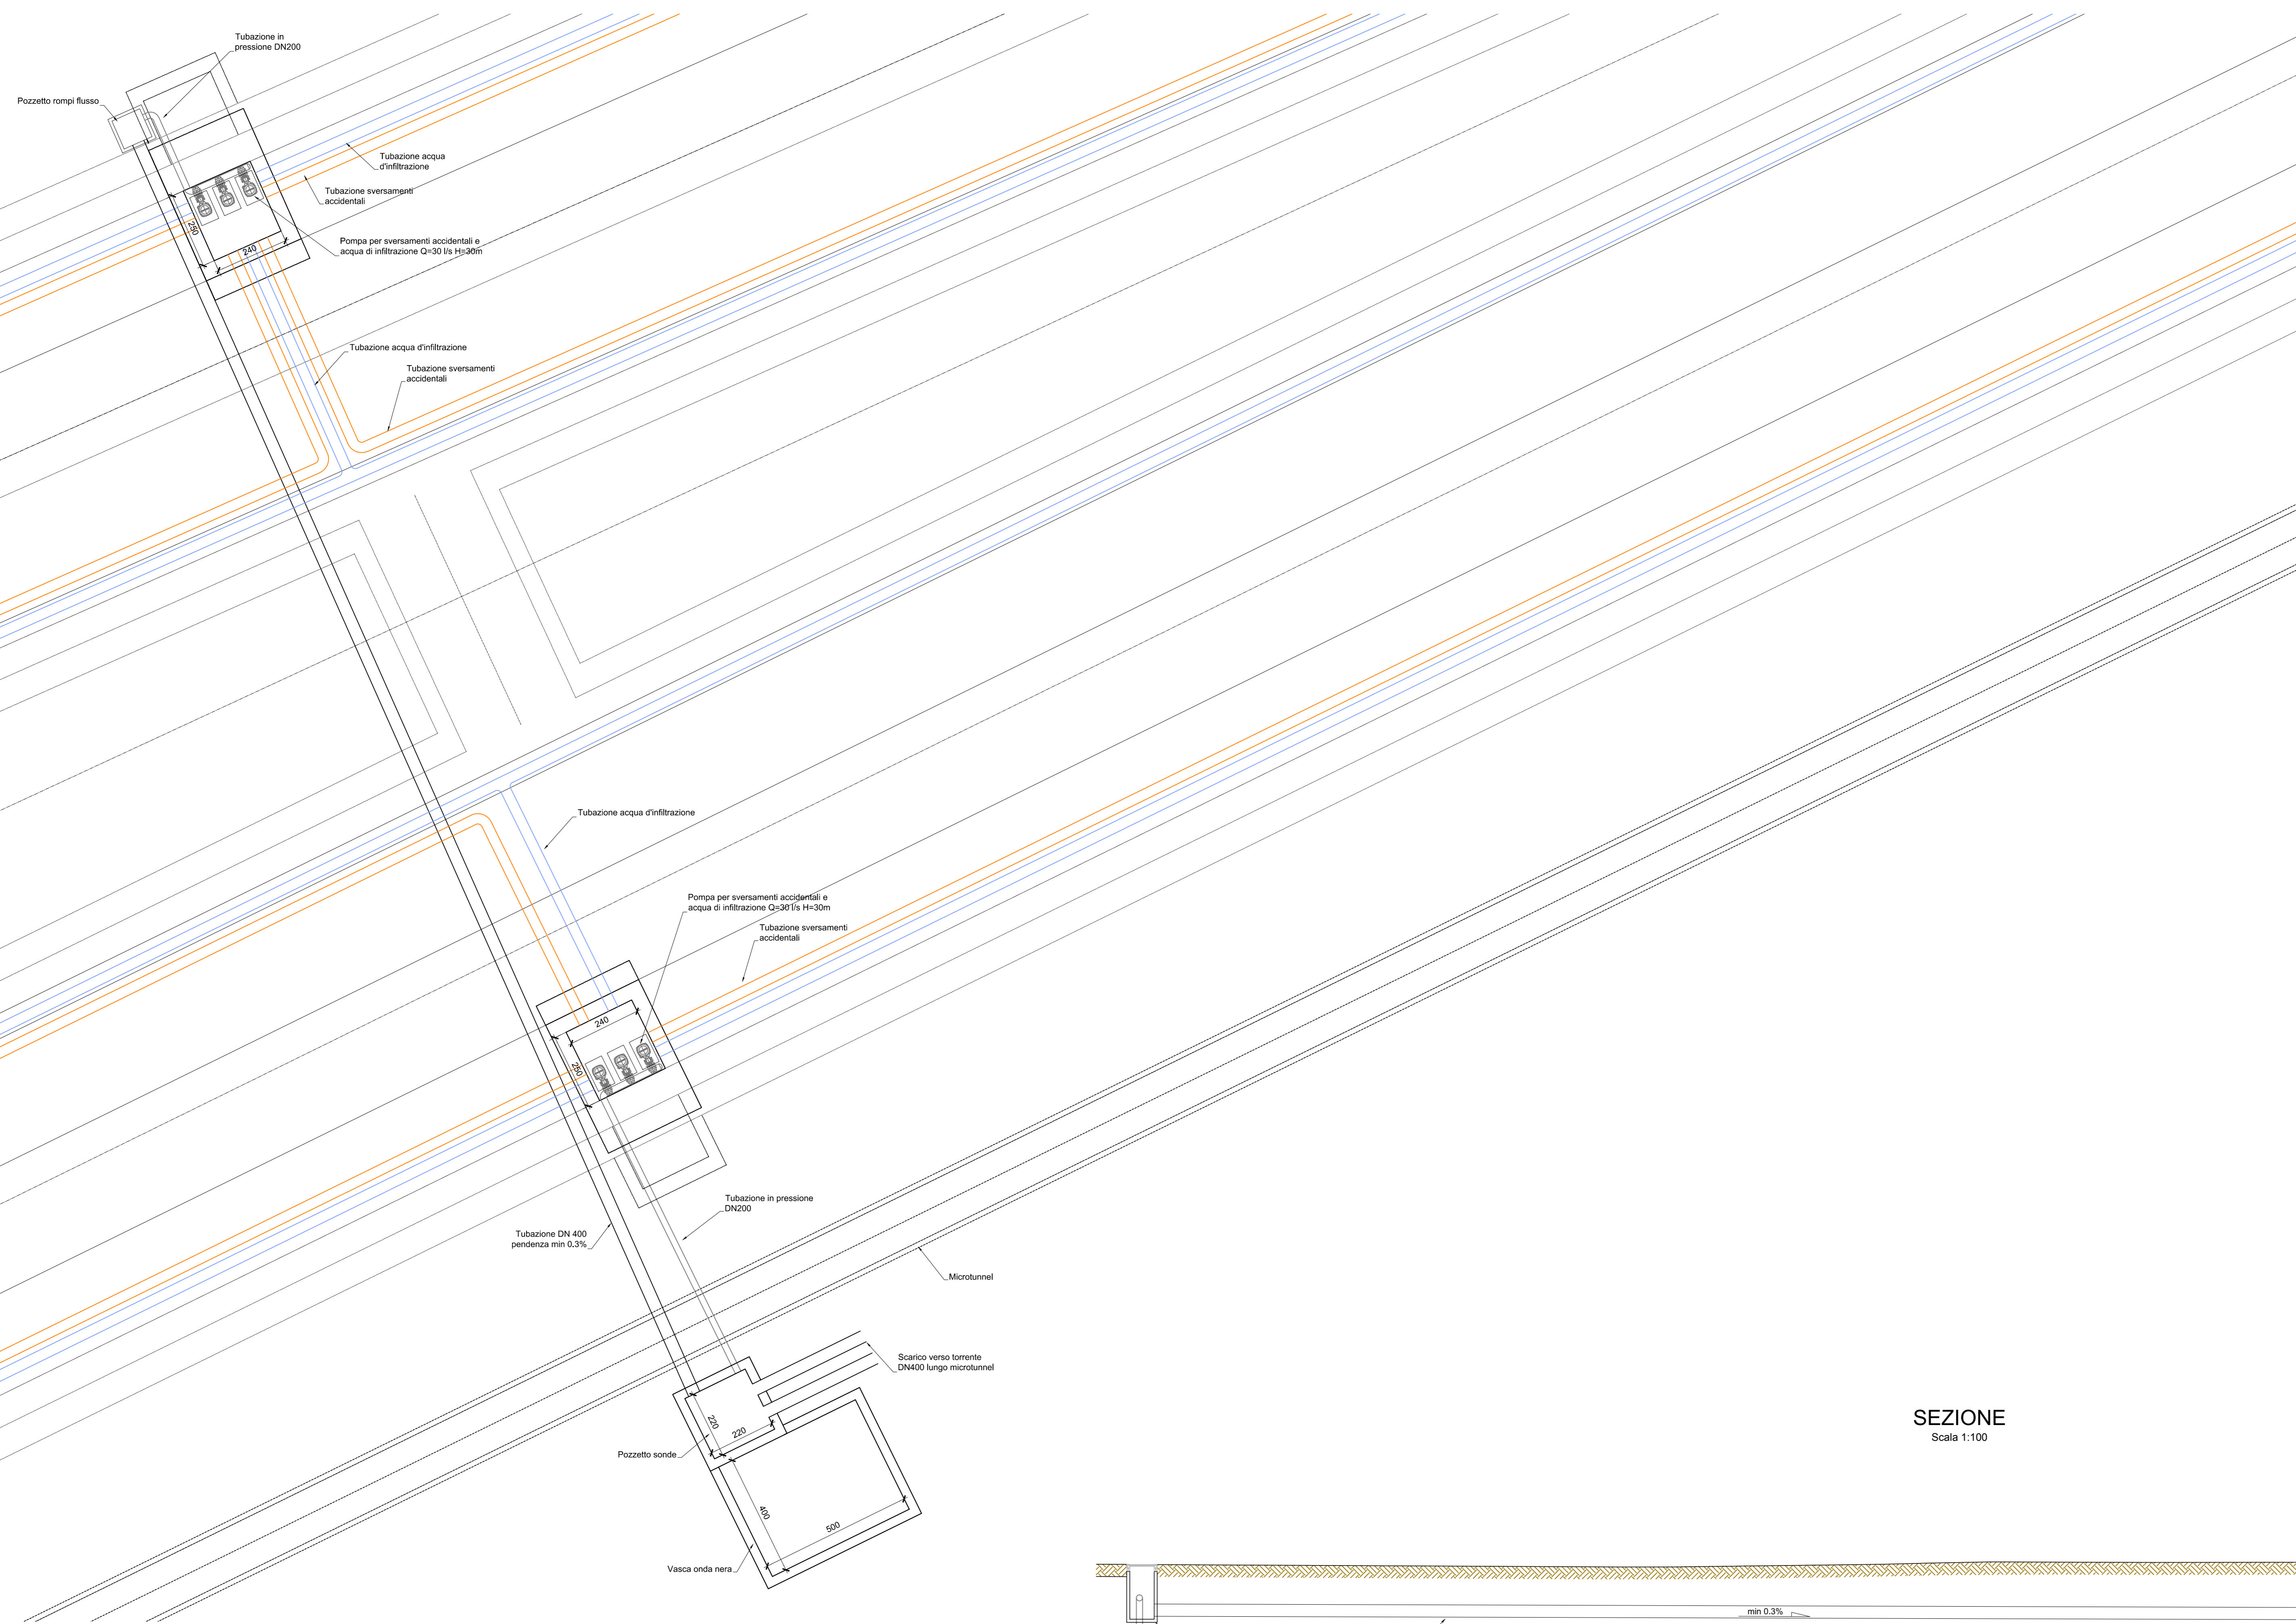 Tubazione in
pressione DN200
Pozzetto rompi flusso
Tubazione acqua
d'infiltrazione
Tubazione sversamenti
accidentali
Pompa per sversamenti accidentali e
acqua di infiltrazione Q=30 l/s H=30m
250
240
Tubazione acqua d'infiltrazione
Tubazione sversamenti
accidentali
Tubazione acqua d'infiltrazione
Pompa per sversamenti accidentali e
acqua di infiltrazione Q=30 l/s H=30m
Tubazione sversamenti
accidentali
240
250
Tubazione in pressione
DN200
Tubazione DN 400
pendenza min 0.3%
Microtunnel
Scarico verso torrente
DN400 lungo microtunnel
220
220
Pozzetto sonde
400
500
Vasca onda nera
SEZIONE
Scala 1:100
min 0.3%